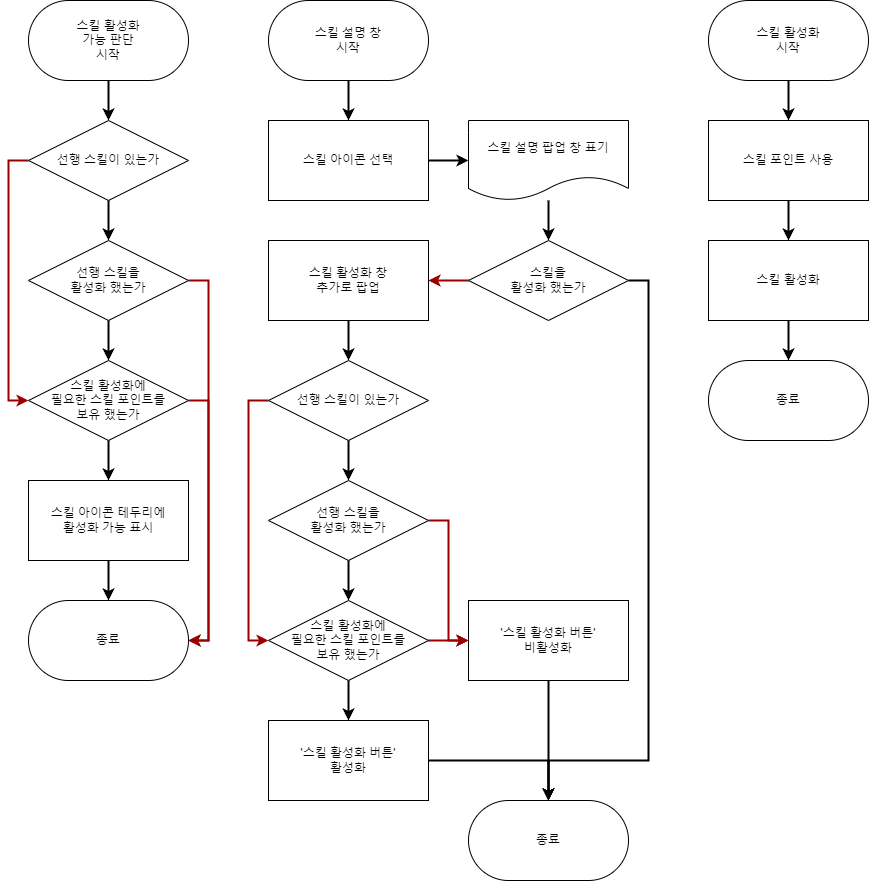 스킬 활성화
가능 판단
시작
선행 스킬이 있는가
선행 스킬을
활성화 했는가
스킬 활성화에
필요한 스킬 포인트를
보유 했는가
스킬 아이콘 테두리에
활성화 가능 표시
종료
스킬 설명 창
시작
스킬 아이콘 선택
스킬 설명 팝업 창 표기
스킬을
활성화 했는가
스킬 활성화 창
추가로 팝업
선행 스킬이 있는가
선행 스킬을
활성화 했는가
스킬 활성화에
필요한 스킬 포인트를
보유 했는가
'스킬 활성화 버튼'
비활성화
'스킬 활성화 버튼'
활성화
종료
스킬 활성화
시작
스킬 포인트 사용
스킬 활성화
종료